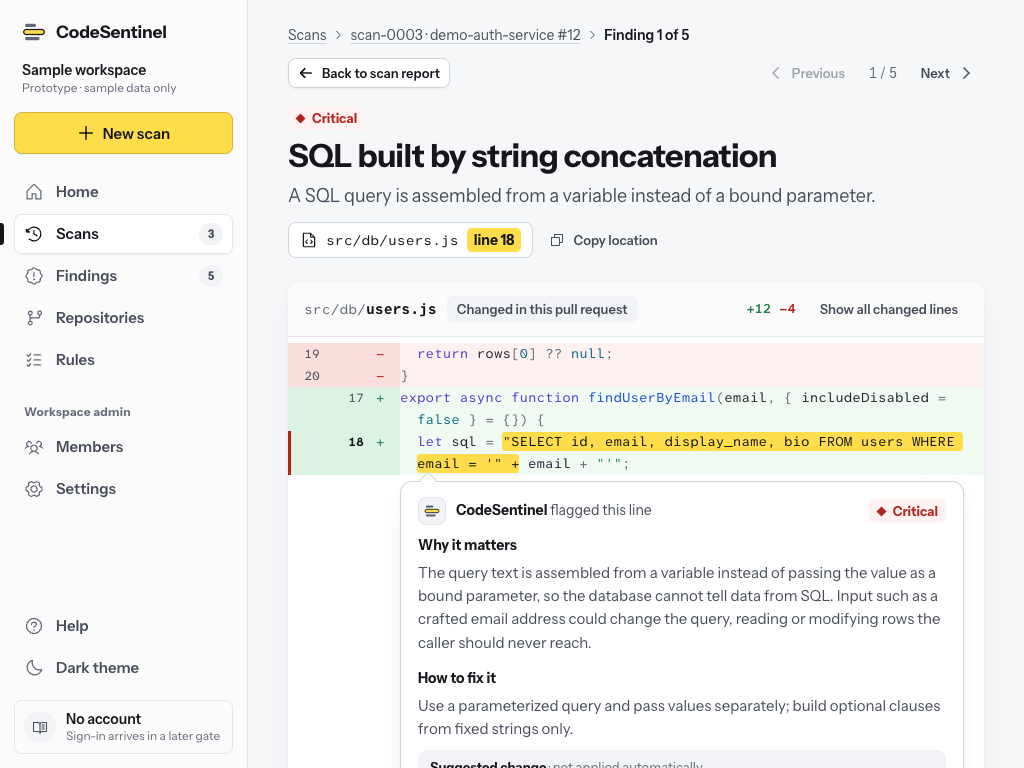 CodeSentinel
Sample workspace
Prototype · sample data only
New scan
Home
Scans 3
Findings 5
Repositories
Rules
Workspace admin
Members
Settings
Help
Dark theme
No account
Sign-in arrives in a later gate
Scans > scan-0003 · demo-auth-service #12 > Finding 1 of 5
Back to scan report
Previous 1 / 5 Next
Critical
SQL built by string concatenation
A SQL query is assembled from a variable instead of a bound parameter.
src/db/users.js line 18 Copy location
src/db/users.js Changed in this pull request +12 −4 Show all changed lines
19 − return rows[0] ?? null;
20 − }
17 + export async function findUserByEmail(email, { includeDisabled =
false } = {}) {
18 + let sql = "SELECT id, email, display_name, bio FROM users WHERE
email = '" + email + "'";
CodeSentinel flagged this line Critical
Why it matters
The query text is assembled from a variable instead of passing the value as a
bound parameter, so the database cannot tell data from SQL. Input such as a
crafted email address could change the query, reading or modifying rows the
caller should never reach.
How to fix it
Use a parameterized query and pass values separately; build optional clauses
from fixed strings only.
Suggested change · not applied automatically